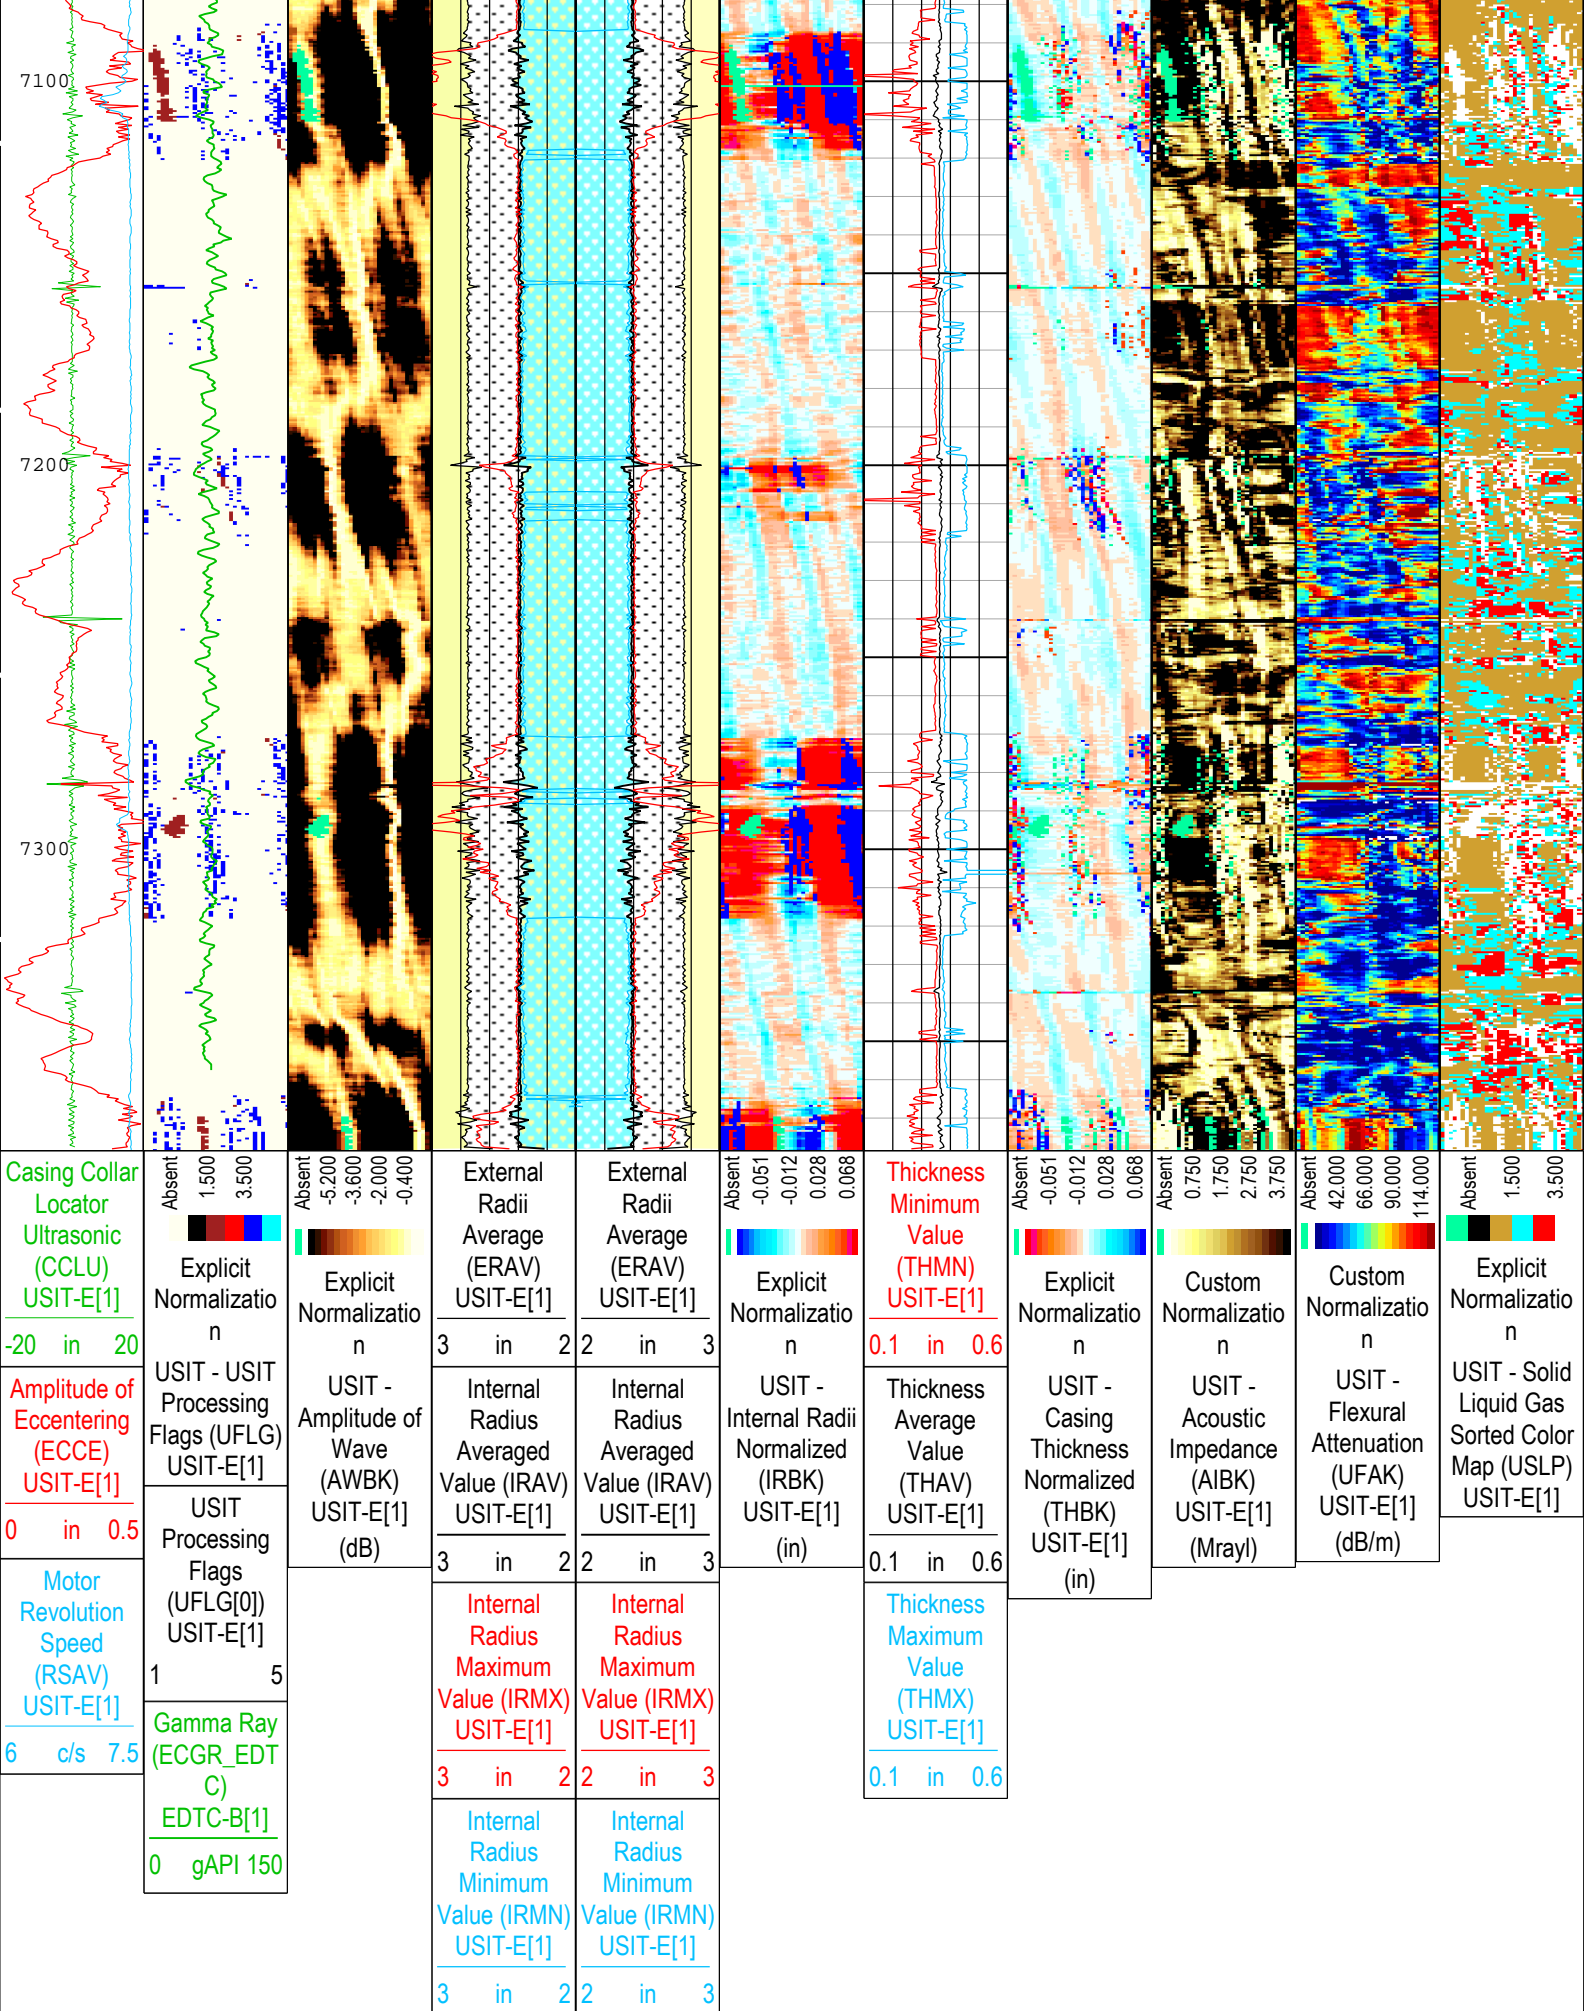 7100
7200
7300
Casing Collar
Locator
Ultrasonic
(CCLU)
USIT-E[1]
-20 in 20
Amplitude of
Eccentering
(ECCE)
USIT-E[1]
0 in 0.5
Motor
Revolution
Speed
(RSAV)
USIT-E[1]
6 c/s 7.5
Absent
1.500
3.500
Explicit
Normalizatio
n
USIT - USIT
Processing
Flags (UFLG)
USIT-E[1]
USIT
Processing
Flags
(UFLG[0])
USIT-E[1]
1 5
Gamma Ray
(ECGR_EDT
C)
EDTC-B[1]
0 gAPI 150
Absent
-5.200
-3.600
-2.000
-0.400
Explicit
Normalizatio
n
USIT -
Amplitude of
Wave
(AWBK)
USIT-E[1]
(dB)
External
Radii
Average
(ERAV)
USIT-E[1]
3 in 2
Internal
Radius
Averaged
Value (IRAV)
USIT-E[1]
3 in 2
Internal
Radius
Maximum
Value (IRMX)
USIT-E[1]
3 in 2
Internal
Radius
Minimum
Value (IRMN)
USIT-E[1]
3 in 2
External
Radii
Average
(ERAV)
USIT-E[1]
2 in 3
Internal
Radius
Averaged
Value (IRAV)
USIT-E[1]
2 in 3
Internal
Radius
Maximum
Value (IRMX)
USIT-E[1]
2 in 3
Internal
Radius
Minimum
Value (IRMN)
USIT-E[1]
2 in 3
Absent
-0.051
-0.012
0.028
0.068
Explicit
Normalizatio
n
USIT -
Internal Radii
Normalized
(IRBK)
USIT-E[1]
(in)
Thickness
Minimum
Value
(THMN)
USIT-E[1]
0.1 in 0.6
Thickness
Average
Value
(THAV)
USIT-E[1]
0.1 in 0.6
Thickness
Maximum
Value
(THMX)
USIT-E[1]
0.1 in 0.6
Absent
-0.051
-0.012
0.028
0.068
Explicit
Normalizatio
n
USIT -
Casing
Thickness
Normalized
(THBK)
USIT-E[1]
(in)
Absent
0.750
1.750
2.750
3.750
Custom
Normalizatio
n
USIT -
Acoustic
Impedance
(AIBK)
USIT-E[1]
(Mrayl)
Absent
42.000
66.000
90.000
114.000
Custom
Normalizatio
n
USIT -
Flexural
Attenuation
(UFAK)
USIT-E[1]
(dB/m)
Absent
1.500
3.500
Explicit
Normalizatio
n
USIT - Solid
Liquid Gas
Sorted Color
Map (USLP)
USIT-E[1]